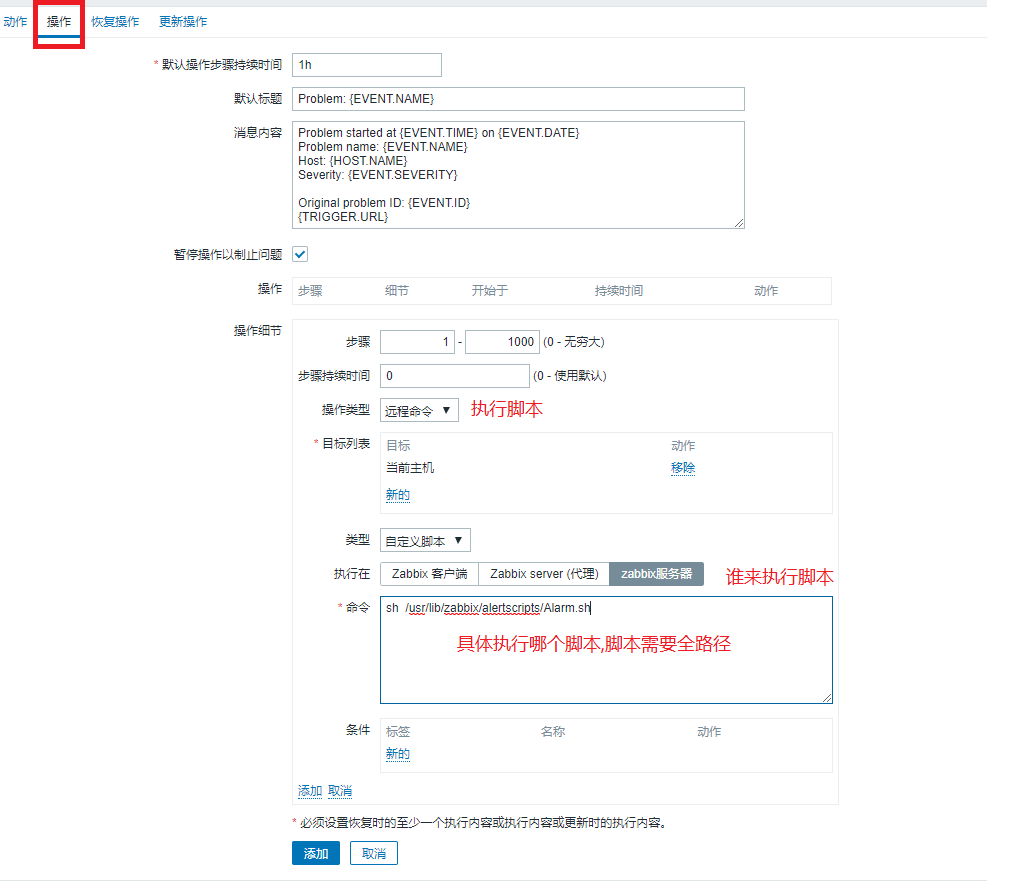 动作 操作 恢复操作 更新操作
* 默认操作步骤持续时间 1h
默认标题 Problem: {EVENT.NAME}
消息内容 Problem started at {EVENT.TIME} on {EVENT.DATE}
Problem name: {EVENT.NAME}
Host: {HOST.NAME}
Severity: {EVENT.SEVERITY}
Original problem ID: {EVENT.ID}
{TRIGGER.URL}
暂停操作以制止问题
操作 步骤 细节 开始于 持续时间 动作
操作细节
步骤 1 - 1000 (0 - 无穷大)
步骤持续时间 0 (0 - 使用默认)
操作类型 远程命令 ▼ 执行脚本
* 目标列表 目标 动作
当前主机 移除
新的
类型 自定义脚本 ▼
执行在 Zabbix 客户端 Zabbix server (代理) zabbix服务器 谁来执行脚本
* 命令 sh /usr/lib/zabbix/alertscripts/Alarm.sh
具体执行哪个脚本,脚本需要全路径
条件 标签 名称 动作
新的
添加 取消
* 必须设置恢复时的至少一个执行内容或执行内容或更新时的执行内容。
添加 取消